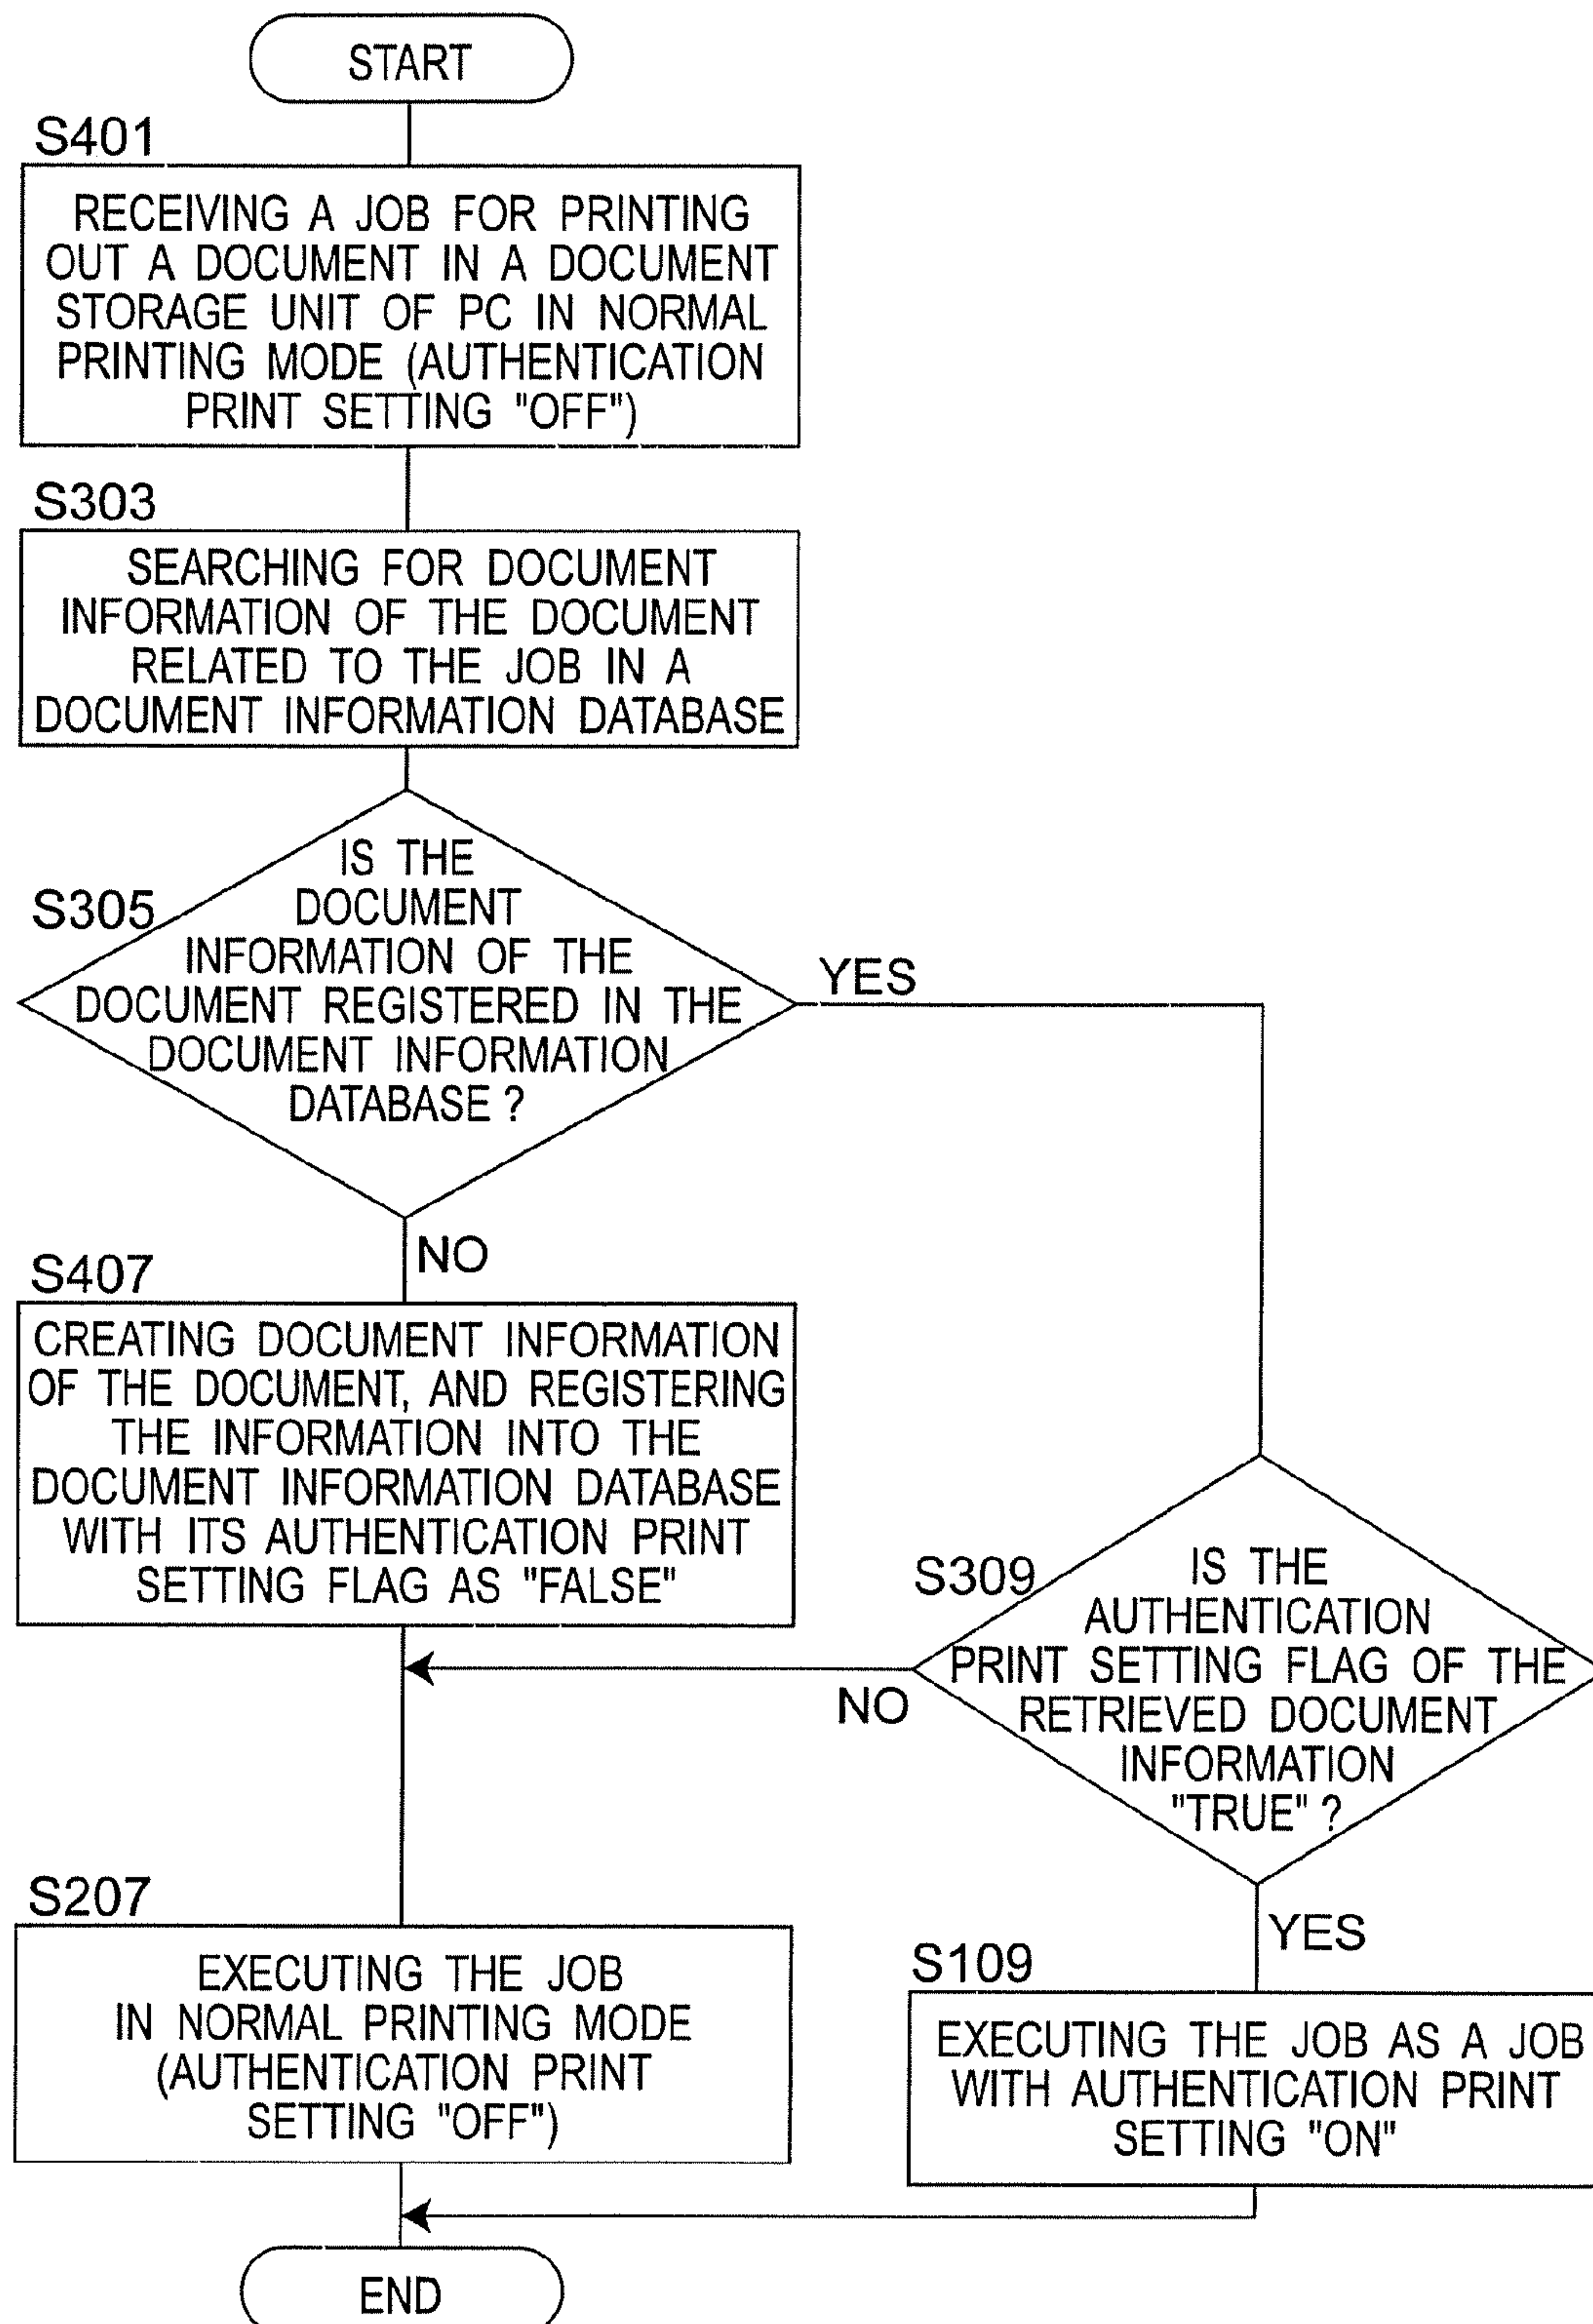 START
S401
RECEIVING A JOB FOR PRINTING
OUT A DOCUMENT IN A DOCUMENT
STORAGE UNIT OF PC IN NORMAL
PRINTING MODE (AUTHENTICATION
PRINT SETTING "OFF")
S303
SEARCHING FOR DOCUMENT
INFORMATION OF THE DOCUMENT
RELATED TO THE JOB IN A
DOCUMENT INFORMATION DATABASE
S305
IS THE
DOCUMENT
INFORMATION OF THE
DOCUMENT REGISTERED IN THE
DOCUMENT INFORMATION
DATABASE ?
YES
NO
S407
CREATING DOCUMENT INFORMATION
OF THE DOCUMENT, AND REGISTERING
THE INFORMATION INTO THE
DOCUMENT INFORMATION DATABASE
WITH ITS AUTHENTICATION PRINT
SETTING FLAG AS "FALSE"
S309
IS THE
AUTHENTICATION
PRINT SETTING FLAG OF THE
RETRIEVED DOCUMENT
INFORMATION
"TRUE" ?
NO
YES
S207
EXECUTING THE JOB
IN NORMAL PRINTING MODE
(AUTHENTICATION PRINT
SETTING "OFF")
S109
EXECUTING THE JOB AS A JOB
WITH AUTHENTICATION PRINT
SETTING "ON"
END